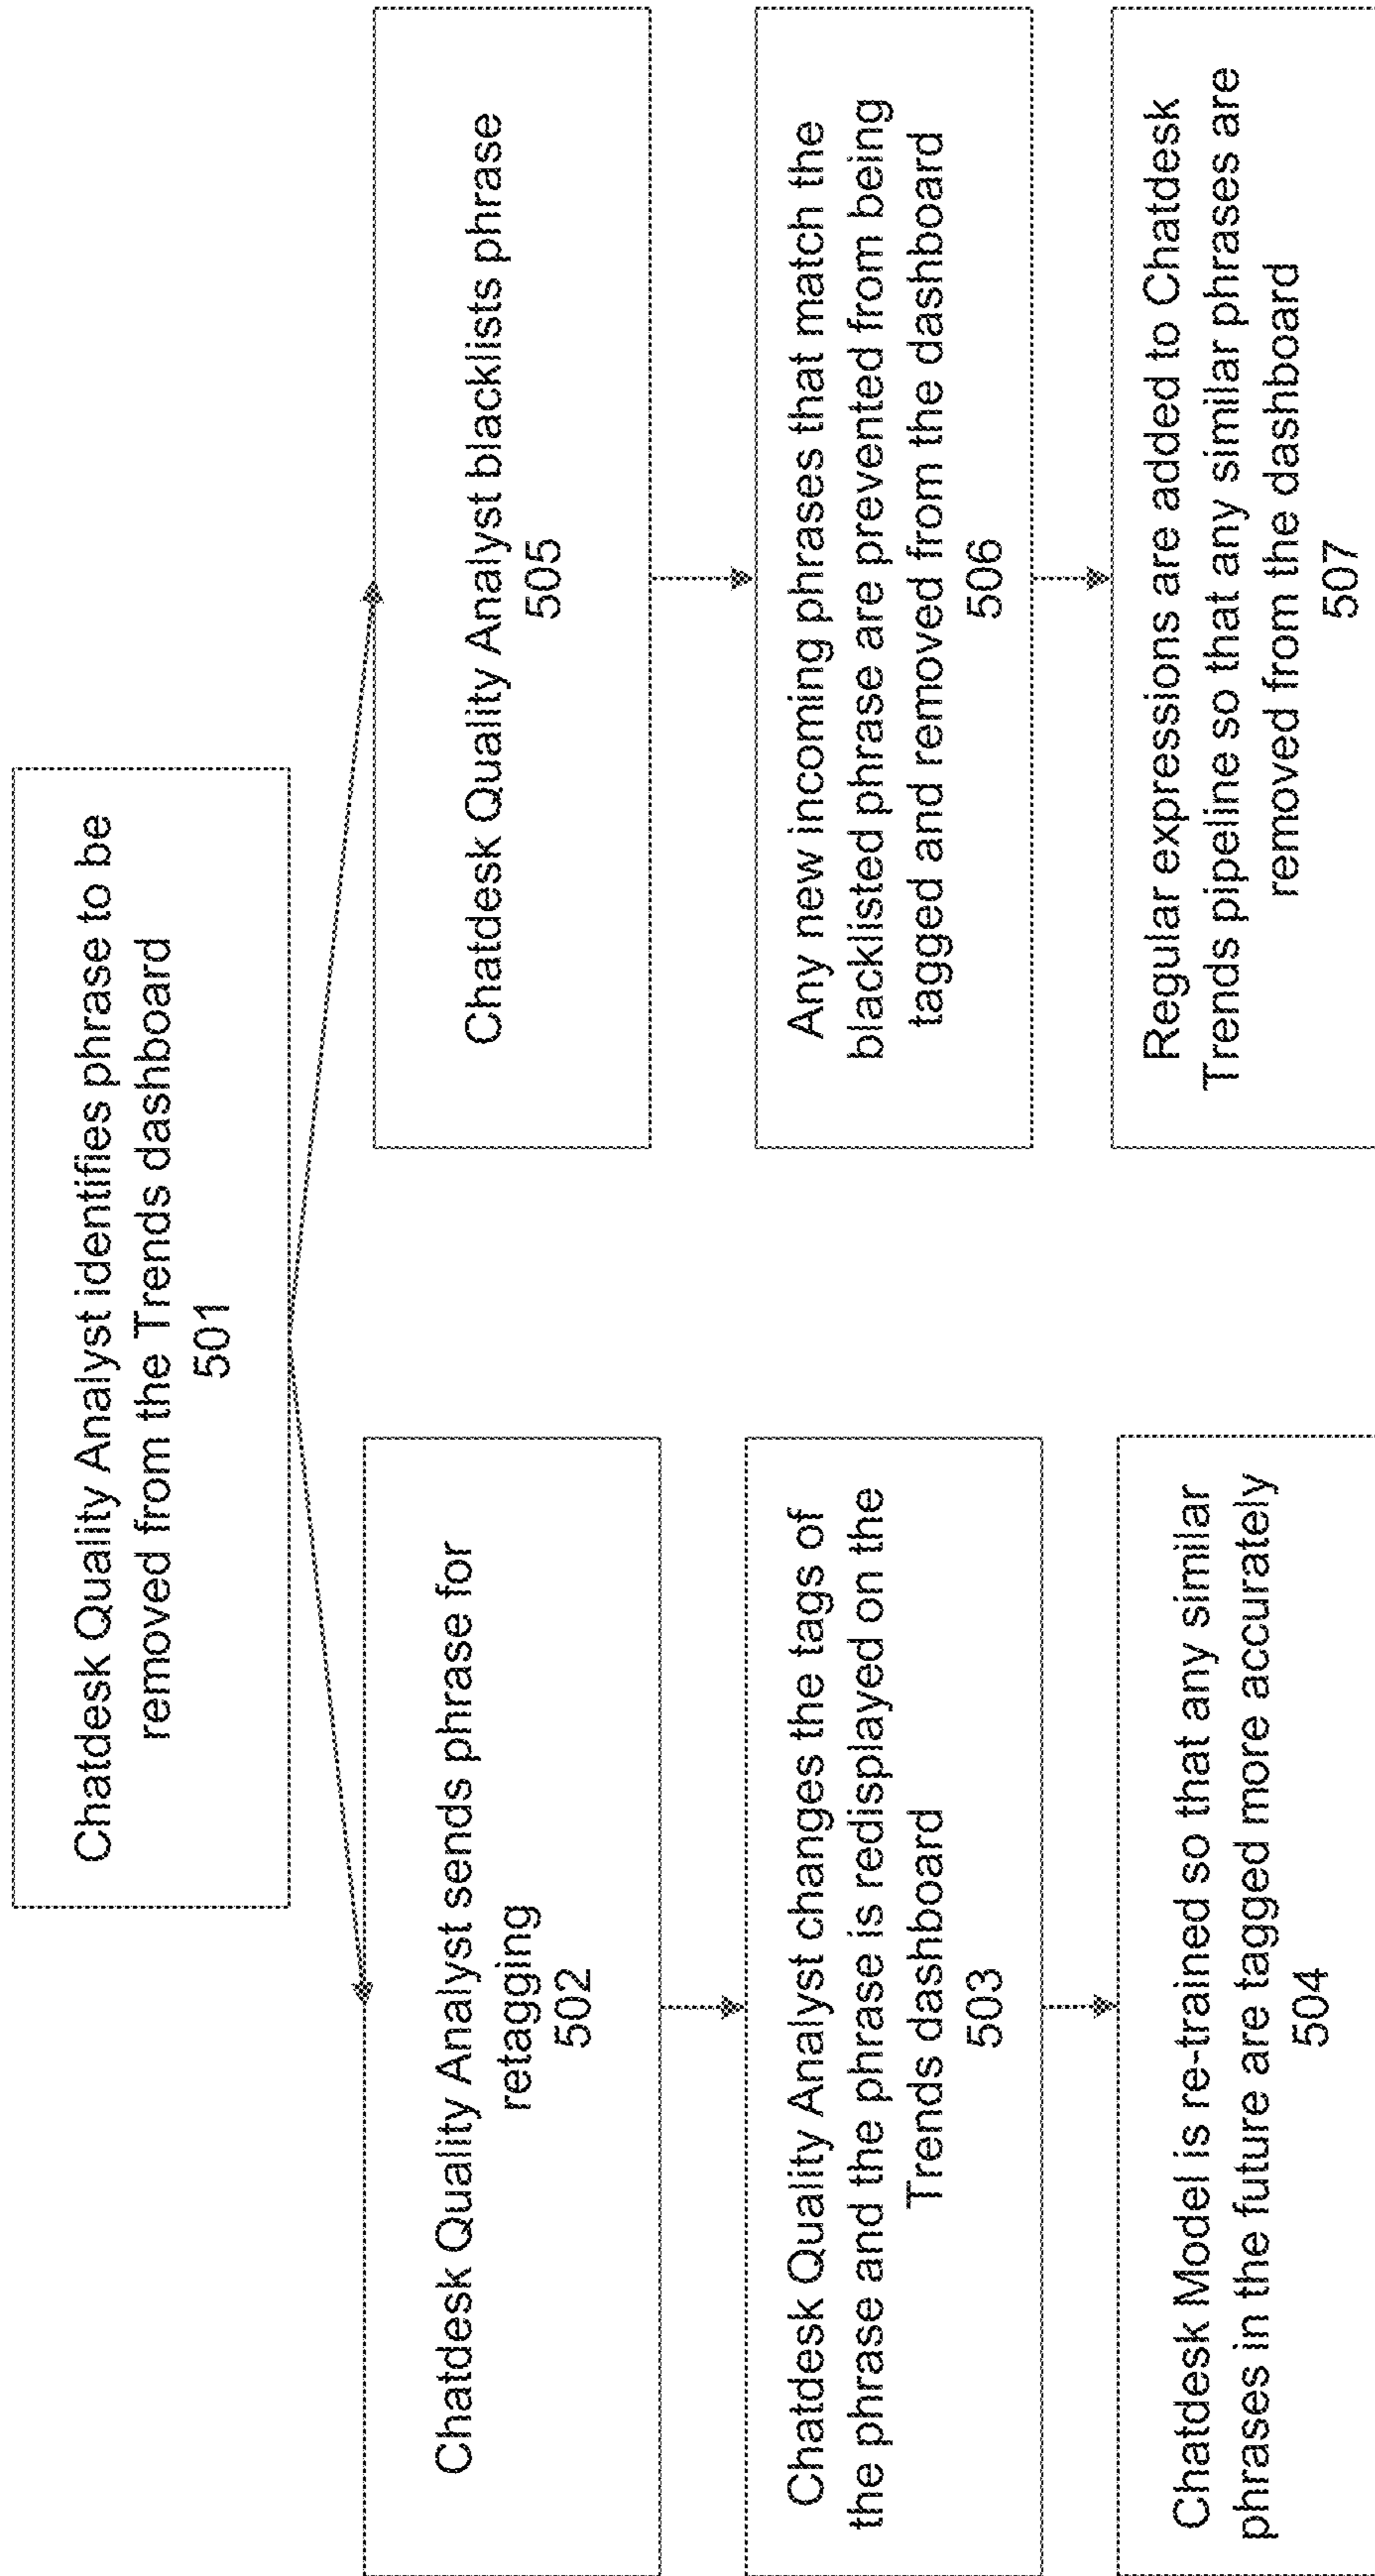 Chatdesk Quality Analyst identifies phrase to be
removed from the Trends dashboard
501
Chatdesk Quality Analyst sends phrase for
retagging
502
Chatdesk Quality Analyst changes the tags of
the phrase and the phrase is redisplayed on the
Trends dashboard
503
Chatdesk Model is re-trained so that any similar
phrases in the future are tagged more accurately
504
Chatdesk Quality Analyst blacklists phrase
505
Any new incoming phrases that match the
blacklisted phrase are prevented from being
tagged and removed from the dashboard
506
Regular expressions are added to Chatdesk
Trends pipeline so that any similar phrases are
removed from the dashboard
507